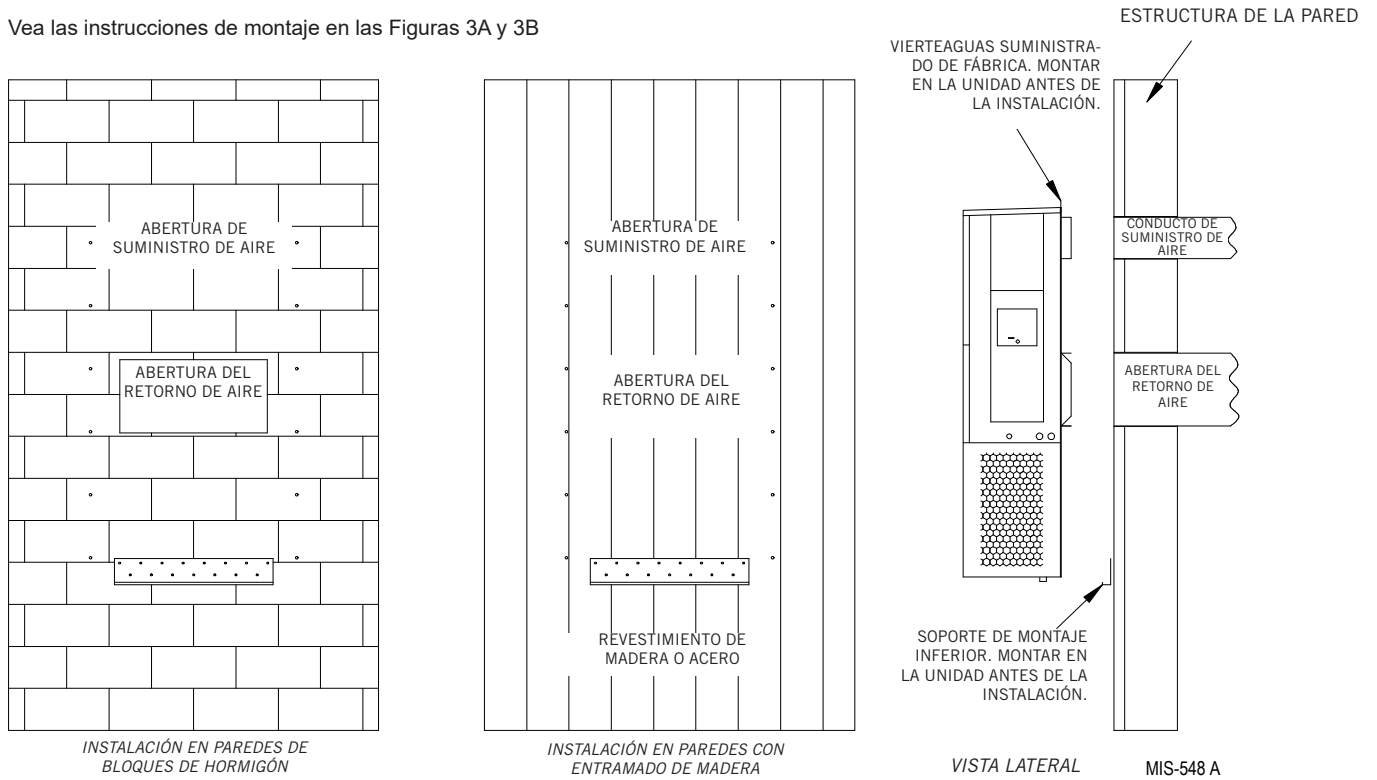 Vea las instrucciones de montaje en las Figuras 3A y 3B
ESTRUCTURA DE LA PARED
VIERTEAGUAS SUMINISTRA-
DO DE FÁBRICA. MONTAR
EN LA UNIDAD ANTES DE
LA INSTALACIÓN.
ABERTURA DE
SUMINISTRO DE AIRE
ABERTURA DEL
RETORNO DE AIRE
INSTALACIÓN EN PAREDES DE
BLOQUES DE HORMIGÓN
ABERTURA DE
SUMINISTRO DE AIRE
ABERTURA DEL
RETORNO DE AIRE
REVESTIMIENTO DE
MADERA O ACERO
INSTALACIÓN EN PAREDES CON
ENTRAMADO DE MADERA
CONDUCTO DE
SUMINISTRO DE
AIRE
ABERTURA DEL
RETORNO DE
AIRE
SOPORTE DE MONTAJE
INFERIOR. MONTAR EN
LA UNIDAD ANTES DE LA
INSTALACIÓN.
VISTA LATERAL
MIS-548 A